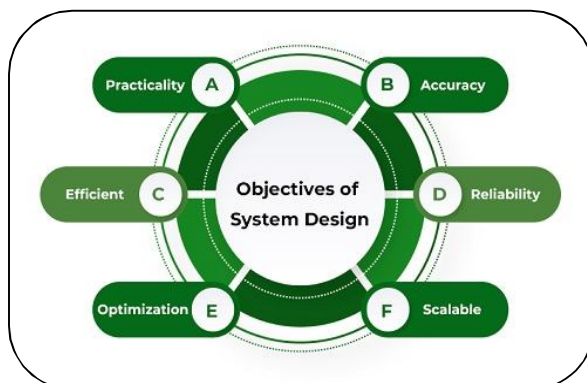 Practicality A
B Accuracy
Efficient C
Objectives of
System Design
D Reliability
Optimization E
F Scalable